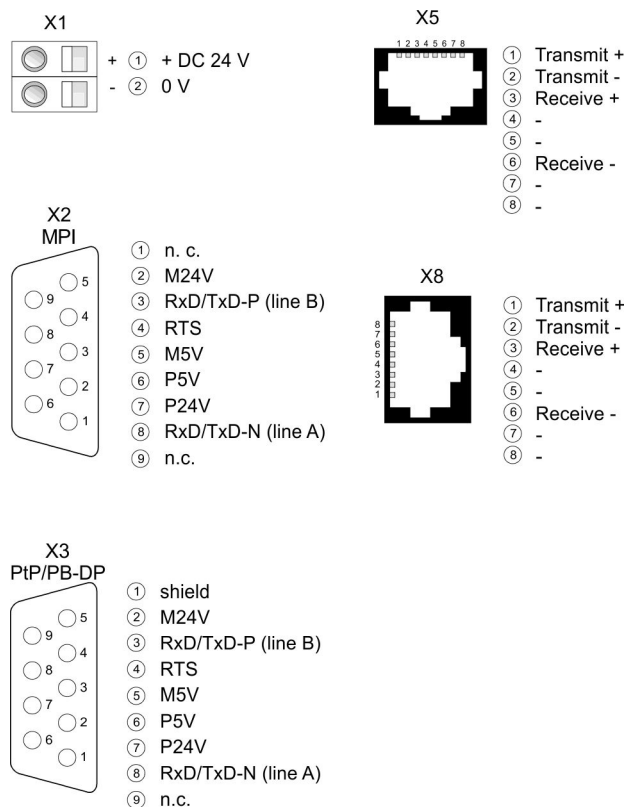 X1
+ ① + DC 24 V
- ② 0 V
X5
1 2 3 4 5 6 7 8
① Transmit +
② Transmit -
③ Receive +
④ -
⑤ -
⑥ Receive -
⑦ -
⑧ -
X2
MPI
5
9
4
8
3
7
2
6
1
① n. c.
② M24V
③ RxD/TxD-P (line B)
④ RTS
⑤ M5V
⑥ P5V
⑦ P24V
⑧ RxD/TxD-N (line A)
⑨ n.c.
X8
8
7
6
5
4
3
2
1
① Transmit +
② Transmit -
③ Receive +
④ -
⑤ -
⑥ Receive -
⑦ -
⑧ -
X3
PtP/PB-DP
5
9
4
8
3
7
2
6
1
① shield
② M24V
③ RxD/TxD-P (line B)
④ RTS
⑤ M5V
⑥ P5V
⑦ P24V
⑧ RxD/TxD-N (line A)
⑨ n.c.